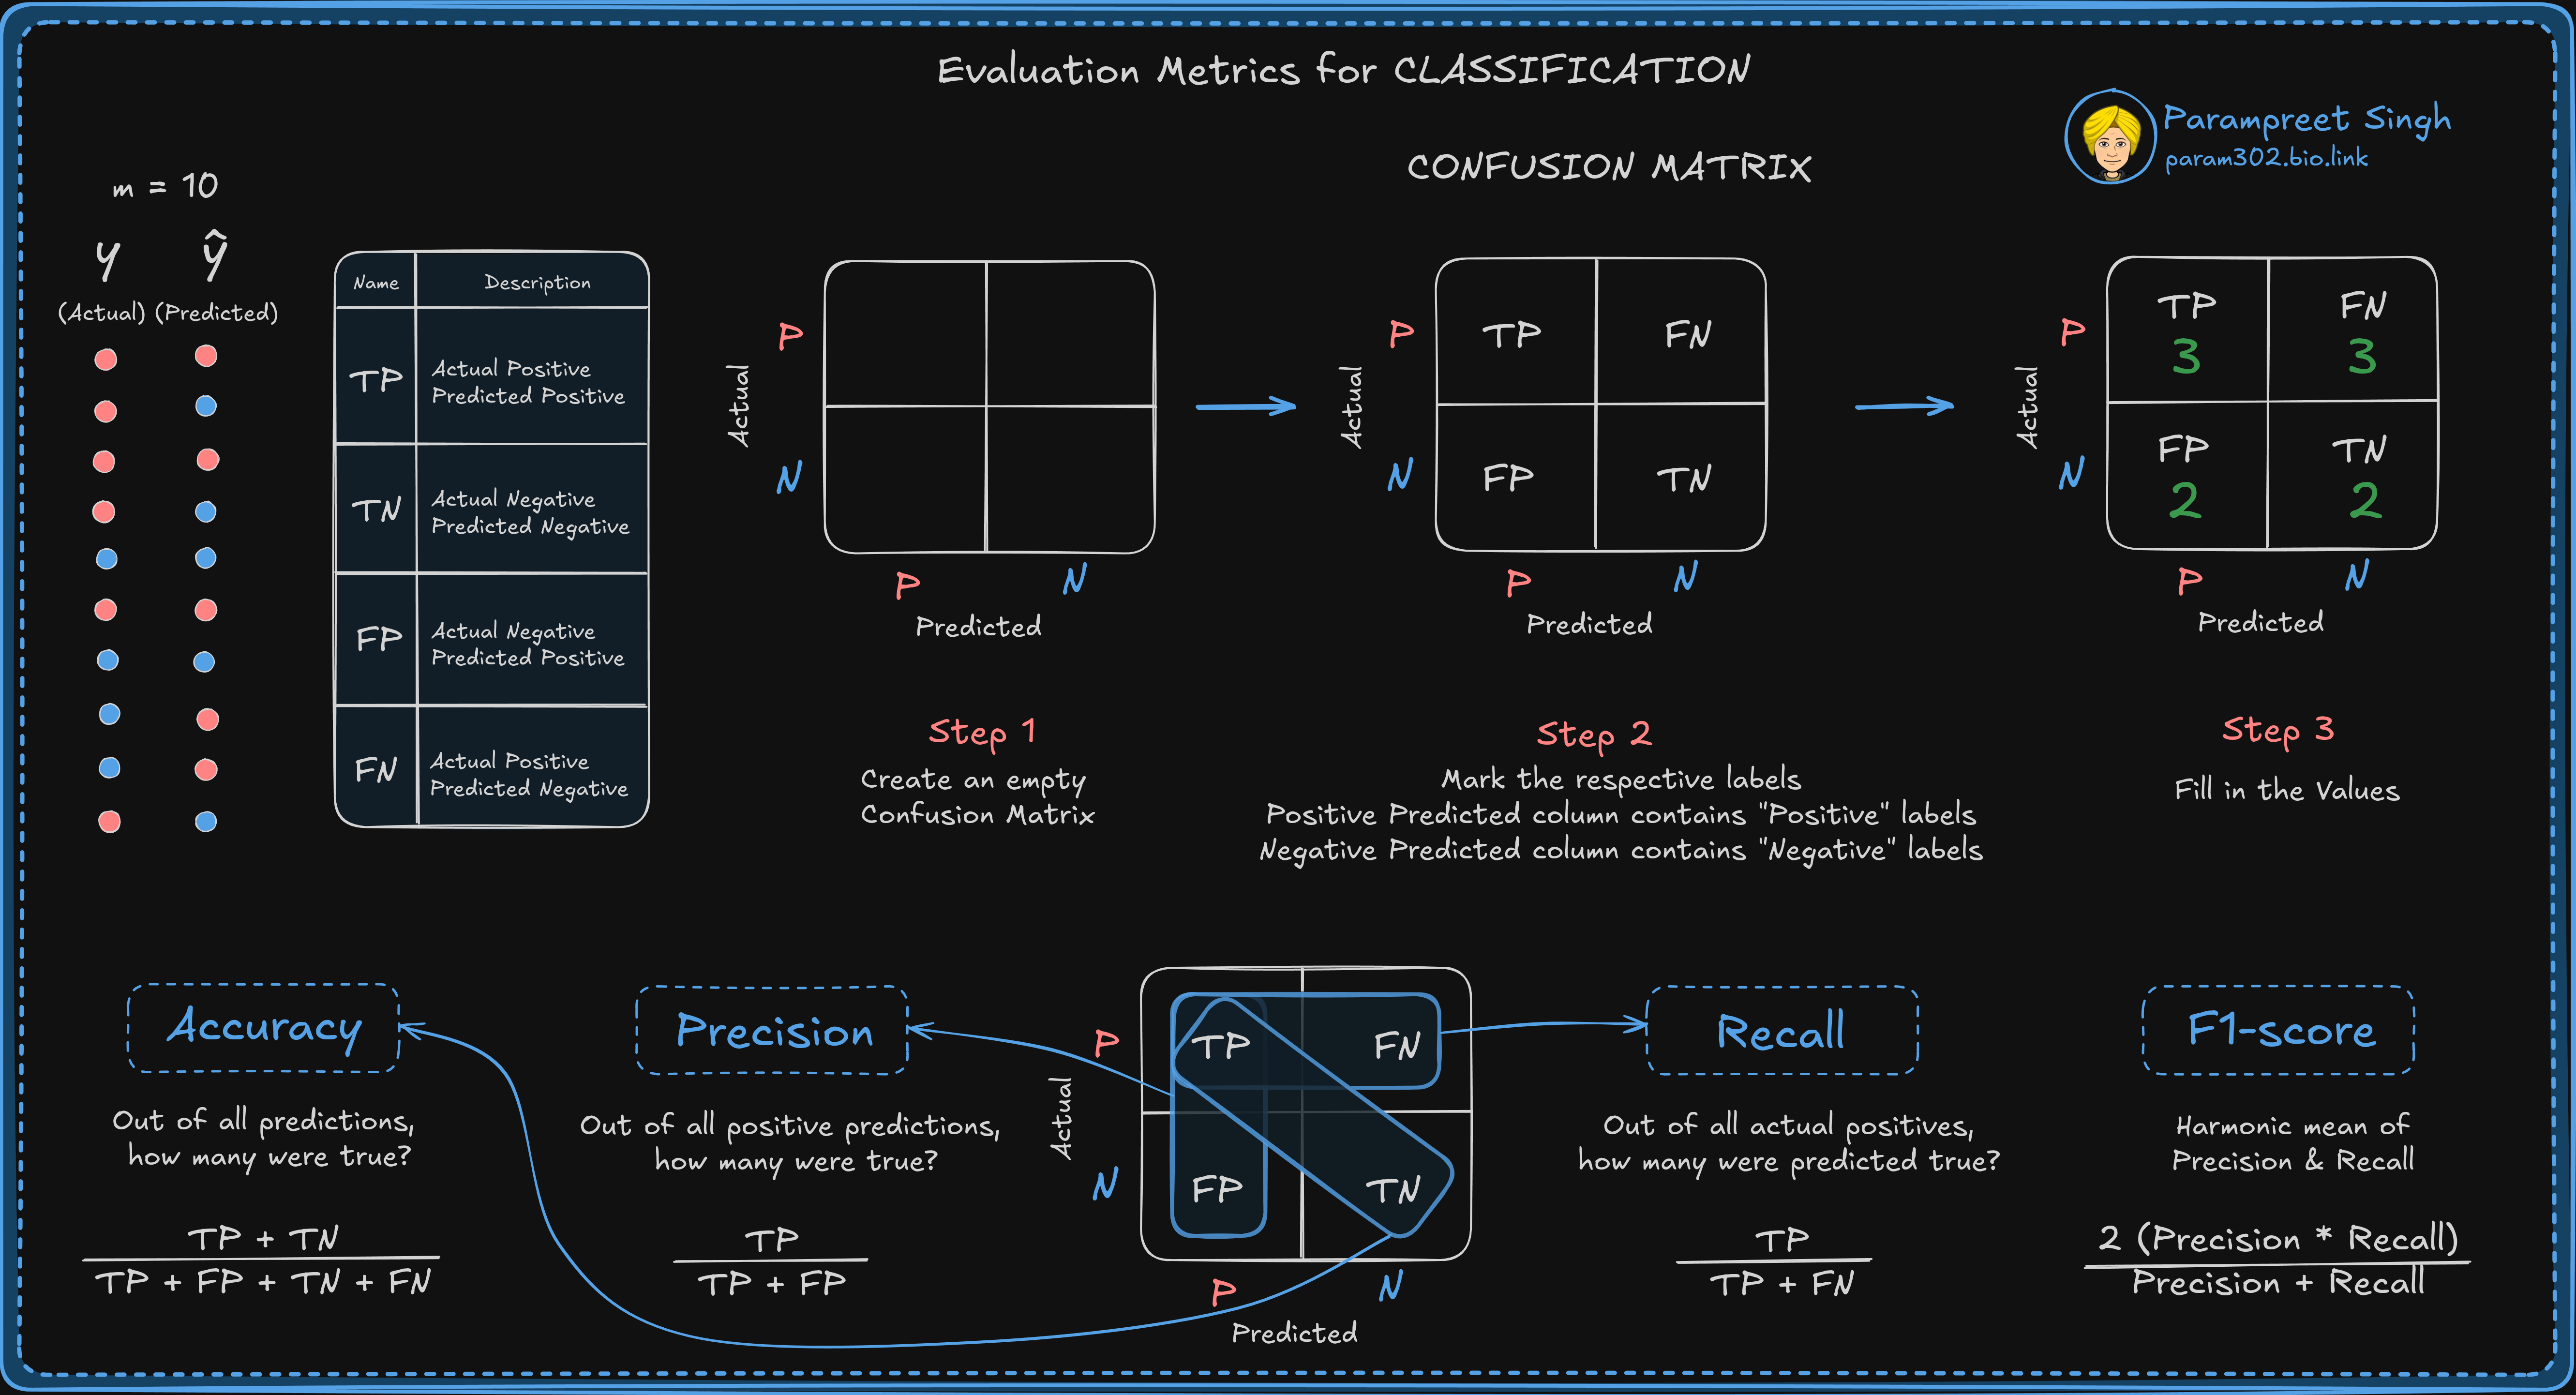 Evaluation Metrics for CLASSIFICATION
Parampreet Singh
param302.bio.link
CONFUSION MATRIX
m = 10
y ŷ
(Actual) (Predicted)
Name Description
TP
Actual Positive
Predicted Positive
TN
Actual Negative
Predicted Negative
FP
Actual Negative
Predicted Positive
FN
Actual Positive
Predicted Negative
Actual
P
N
P N
Predicted
Step 1
Create an empty
Confusion Matrix
Actual
P TP FN
N FP TN
P N
Predicted
Step 2
Mark the respective labels
Positive Predicted column contains "Positive" labels
Negative Predicted column contains "Negative" labels
Actual
P
TP FN
3 3
N
FP TN
2 2
P N
Predicted
Step 3
Fill in the Values
Accuracy
Out of all predictions,
how many were true?
TP + TN
TP + FP + TN + FN
Precision
Out of all positive predictions,
how many were true?
TP
TP + FP
Actual
P TP FN
N FP TN
P N
Predicted
Recall
Out of all actual positives,
how many were predicted true?
TP
TP + FN
F1-score
Harmonic mean of
Precision & Recall
2 (Precision * Recall)
Precision + Recall